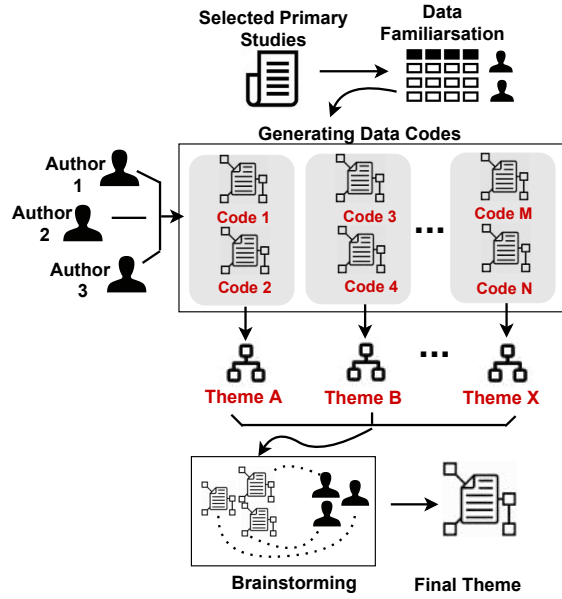 Selected Primary
Studies
Data
Familiarsation
Generating Data Codes
Author
1
Author
2
Author
3
Code 1
Code 3
...
Code M
Code 2
Code 4
Code N
...
Theme A
Theme B
Theme X
Brainstorming
Final Theme